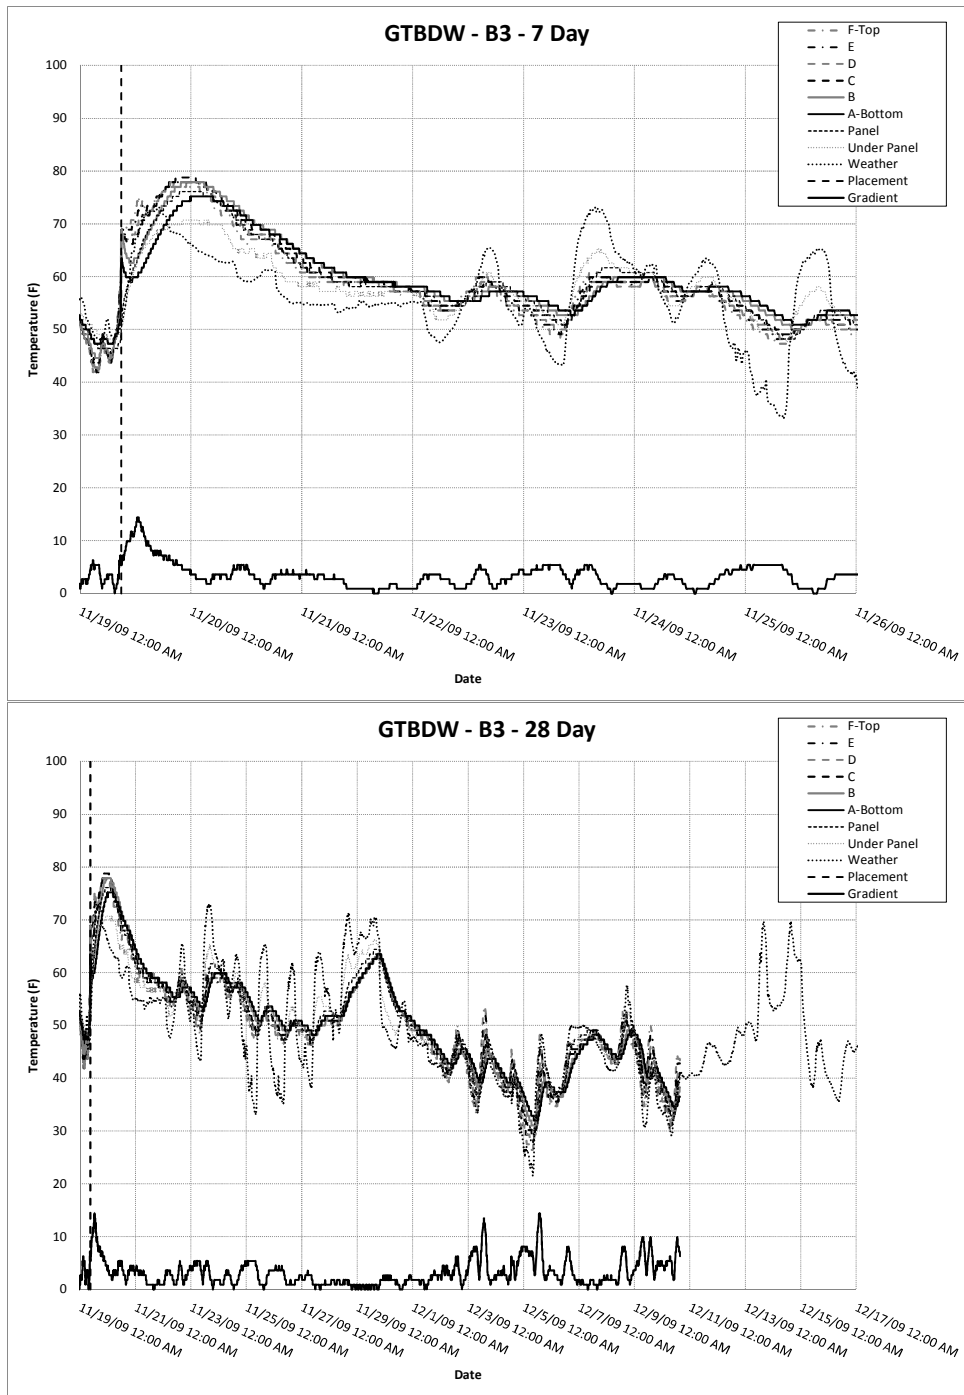 GTBDW - B3 - 7 Day
F-Top
E
D
C
B
A-Bottom
Panel
Under Panel
Weather
Placement
Gradient
Temperature (F)
100
90
80
70
60
50
40
30
20
10
0
11/19/09 12:00 AM
11/20/09 12:00 AM
11/21/09 12:00 AM
11/22/09 12:00 AM
11/23/09 12:00 AM
11/24/09 12:00 AM
11/25/09 12:00 AM
11/26/09 12:00 AM
Date
GTBDW - B3 - 28 Day
F-Top
E
D
C
B
A-Bottom
Panel
Under Panel
Weather
Placement
Gradient
Temperature (F)
100
90
80
70
60
50
40
30
20
10
0
11/19/09 12:00 AM
11/21/09 12:00 AM
11/23/09 12:00 AM
11/25/09 12:00 AM
11/27/09 12:00 AM
11/29/09 12:00 AM
12/1/09 12:00 AM
12/3/09 12:00 AM
12/5/09 12:00 AM
12/7/09 12:00 AM
12/9/09 12:00 AM
12/11/09 12:00 AM
12/13/09 12:00 AM
12/15/09 12:00 AM
12/17/09 12:00 AM
Date